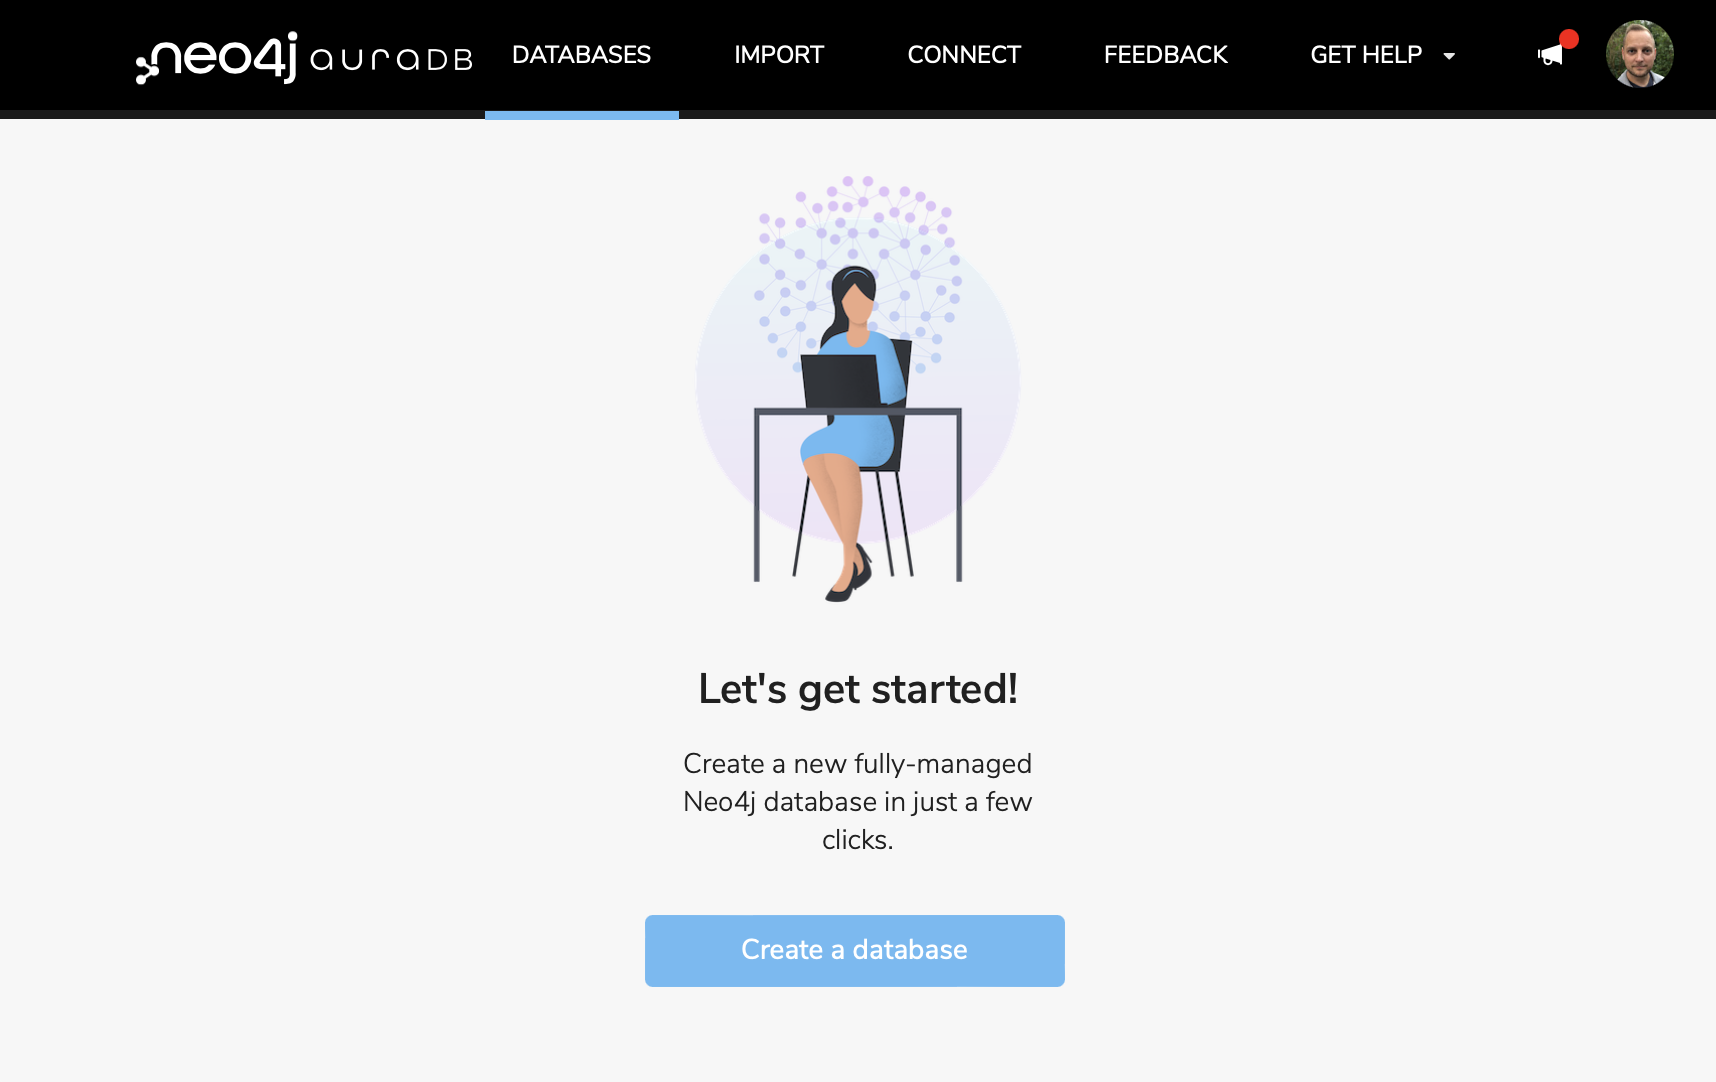 neo4j auraDB
DATABASES
IMPORT
CONNECT
FEEDBACK
GET HELP
Let's get started!
Create a new fully-managed
Neo4j database in just a few
clicks.
Create a database